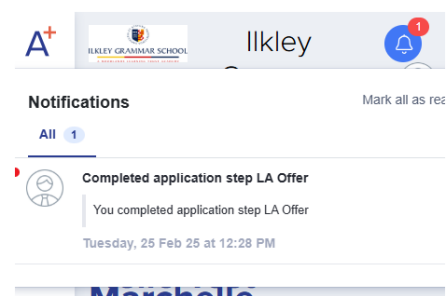 A+
ILKLEY GRAMMAR SCHOOL
Ilkley
1
Notifications
Mark all as rea
All 1
Completed application step LA Offer
You completed application step LA Offer
Tuesday, 25 Feb 25 at 12:28 PM